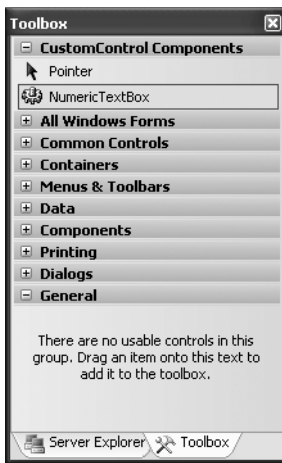 Toolbox
CustomControl Components
Pointer
NumericTextBox
All Windows Forms
Common Controls
Containers
Menus & Toolbars
Data
Components
Printing
Dialogs
General
There are no usable controls in this
group. Drag an item onto this text to
add it to the toolbox.
Server Explorer Toolbox